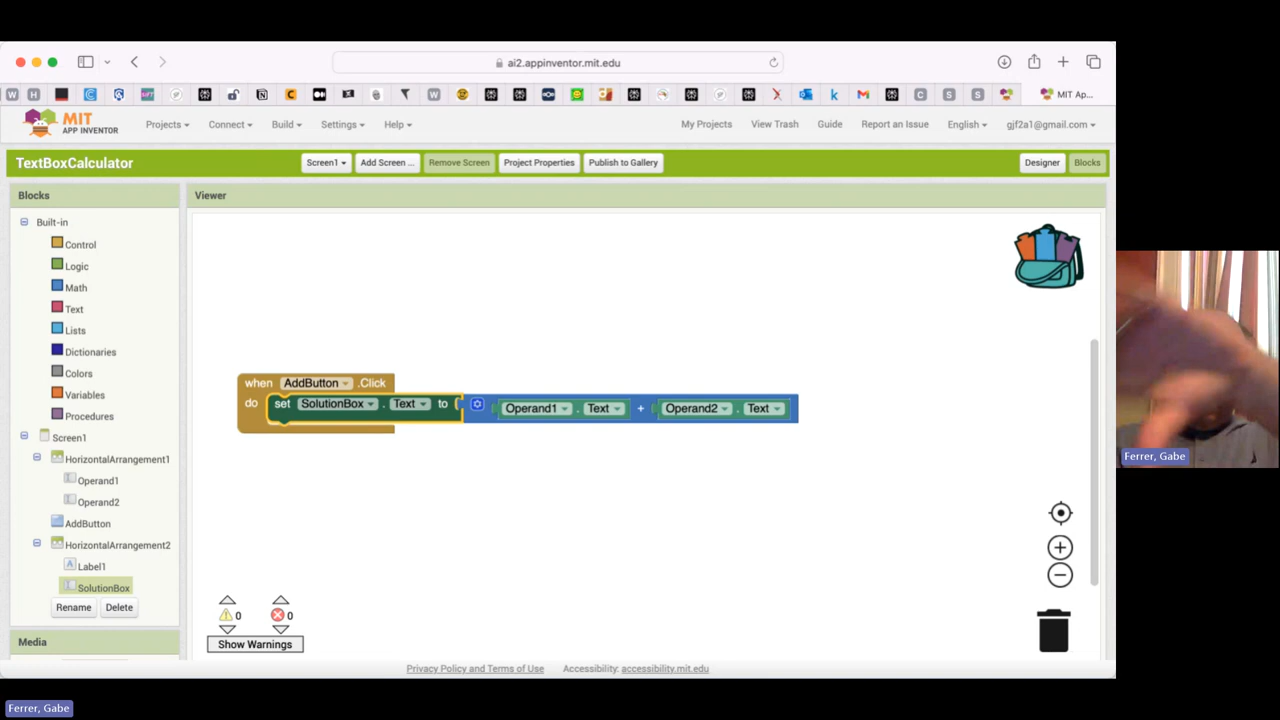 ai2.appinventor.mit.edu
MIT Ap...
MIT
APP INVENTOR
Projects
Connect
Build
Settings
Help
My Projects
View Trash
Guide
Report an Issue
English
gjf2a1@gmail.com
TextBoxCalculator
Screen1
Add Screen ...
Remove Screen
Project Properties
Publish to Gallery
Designer
Blocks
Blocks
Viewer
Built-in
Control
Logic
Math
Text
Lists
Dictionaries
Colors
Variables
Procedures
Screen1
HorizontalArrangement1
Operand1
Operand2
AddButton
HorizontalArrangement2
A Label1
SolutionBox
Rename Delete
Media
when AddButton .Click
do set SolutionBox . Text to Operand1 . Text + Operand2 . Text
0 0
Show Warnings
Privacy Policy and Terms of Use
Accessibility: accessibility.mit.edu
Ferrer, Gabe
Ferrer, Gabe